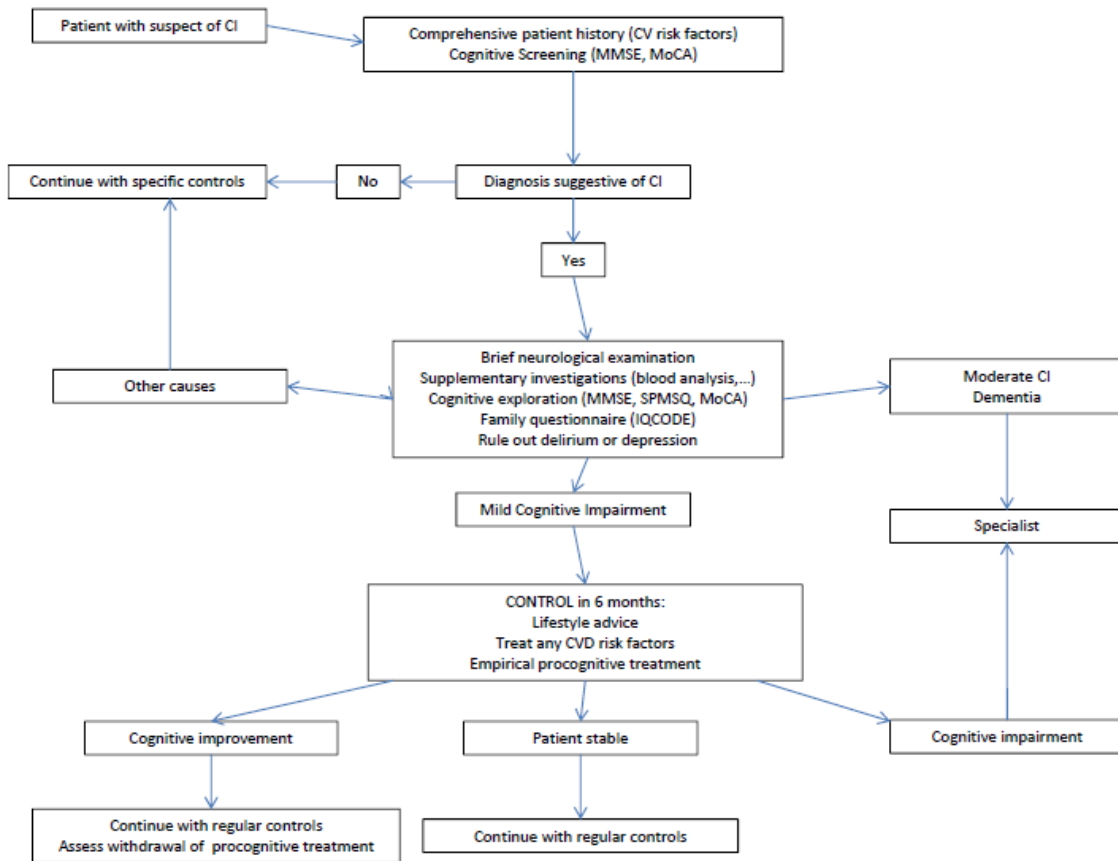 Patient with suspect of CI
Comprehensive patient history (CV risk factors)
Cognitive Screening (MMSE, MoCA)
Continue with specific controls
No
Diagnosis suggestive of CI
Yes
Brief neurological examination
Supplementary investigations (blood analysis,...)
Cognitive exploration (MMSE, SPMSQ, MoCA)
Family questionnaire (IQCODE)
Rule out delirium or depression
Other causes
Moderate CI
Dementia
Mild Cognitive Impairment
Specialist
CONTROL in 6 months:
Lifestyle advice
Treat any CVD risk factors
Empirical procognitive treatment
Cognitive improvement
Patient stable
Cognitive impairment
Continue with regular controls
Assess withdrawal of procognitive treatment
Continue with regular controls